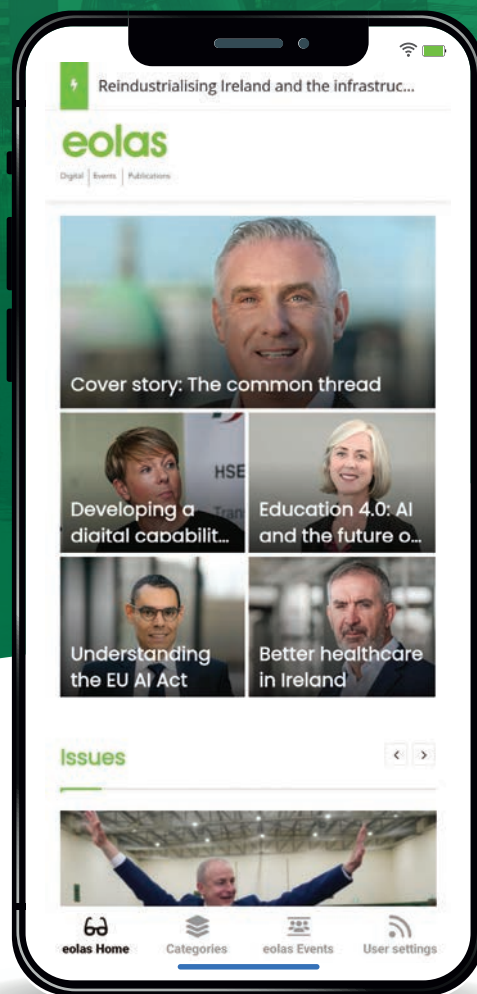 Reindustrialising Ireland and the infrastruc...
eolas
Digital | Events | Publications
Cover story: The common thread
HSE
Tran
Developing a
digital capabilit...
Education 4.0: AI
and the future o...
Understanding
the EU AI Act
Better healthcare
in Ireland
Issues
eolas Home
Categories
eolas Events
User settings